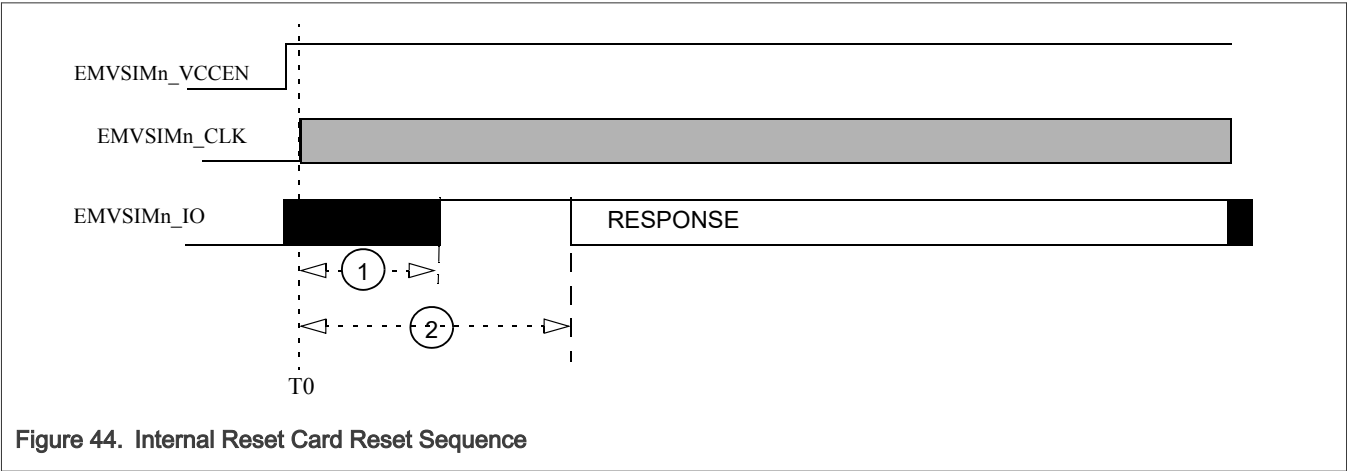 EMVSIMn_VCCEN
EMVSIMn_CLK
EMVSIMn_IO
RESPONSE
1
2
T0
Figure 44. Internal Reset Card Reset Sequence